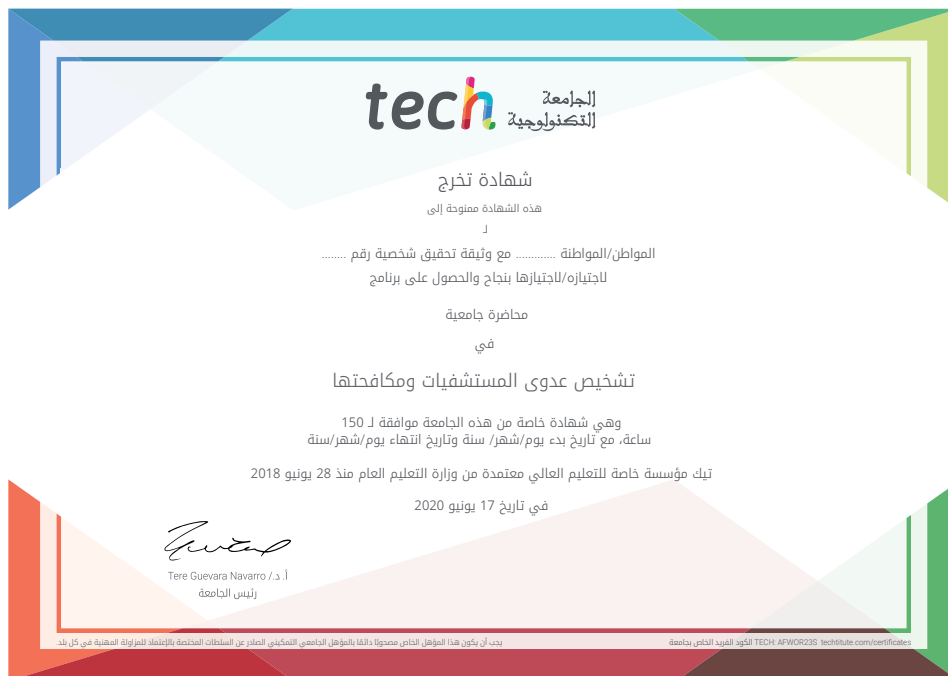 tech الجامعة
التكنولوجية
شهادة تخرج
هذه الشهادة ممنوحة إلى
لـ
المواطن/المواطنة ............ مع وثيقة تحقيق شخصية رقم ........
لاجتيازه/لاجتيازها بنجاح والحصول على برنامج
محاضرة جامعية
في
تشخيص عدوى المستشفيات ومكافحتها
وهي شهادة خاصة من هذه الجامعة موافقة لـ 150
ساعة، مع تاريخ بدء يوم/شهر/ سنة وتاريخ انتهاء يوم/شهر/سنة
تيك مؤسسة خاصة للتعليم العالي معتمدة من وزارة التعليم العام منذ 28 يونيو 2018
في تاريخ 17 يونيو 2020
أ.د./ Tere Guevara Navarro
رئيس الجامعة
يجب أن يكون هذا المؤهل الخاص مصحوبًا دائمًا بالمؤهل الجامعي التمكيني الصادر عن السلطات المختصة بالإعتماد للمزاولة المهنية في كل بلد.
الكود الفريد الخاص بجامعة TECH: AFWOR23S techtitute.com/certificates